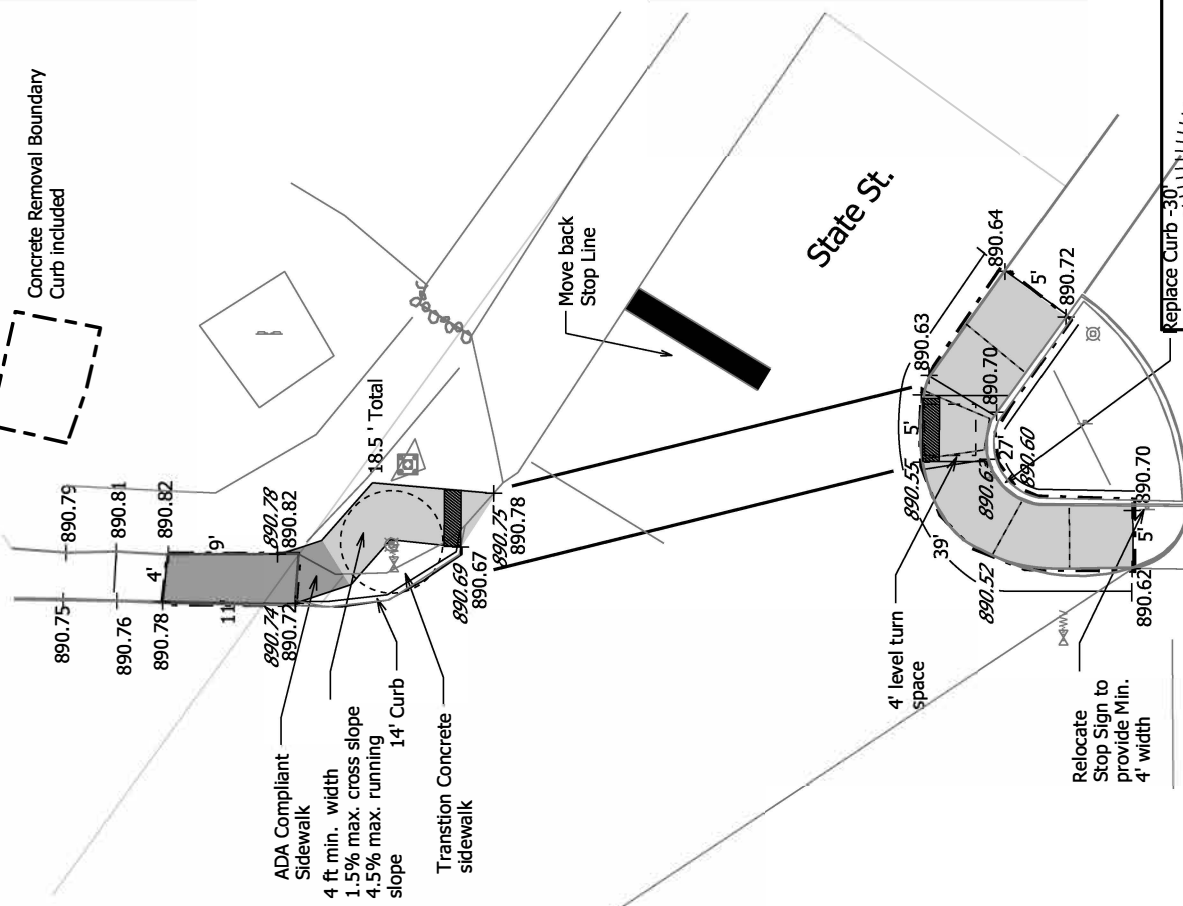 Concrete Removal Boundary
Curb included
890.79
890.81
890.82
890.78
890.82
9'
4'
11'
890.75
890.76
890.78
890.74
890.72
18.5 ' Total
890.75
890.78
890.69
890.67
ADA Compliant
Sidewalk
4 ft min. width
1.5% max. cross slope
4.5% max. running
slope
14' Curb
Transtion Concrete
sidewalk
Move back
Stop Line
State St.
890.64
5'
890.72
890.63
890.70
5'
27'
890.60
890.55
39'
890.52
890.70
5'
890.62
Replace Curb -30'
4' level turn
space
Relocate
Stop Sign to
provide Min.
4' width